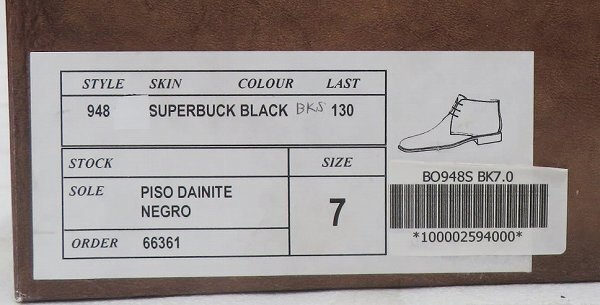 STYLE SKIN COLOUR LAST
948 SUPERBUCK BLACK BKS 130
STOCK SIZE
SOLE PISO DAINITE
NEGRO
7
ORDER 66361
BO948S BK7.0
*100002594000*